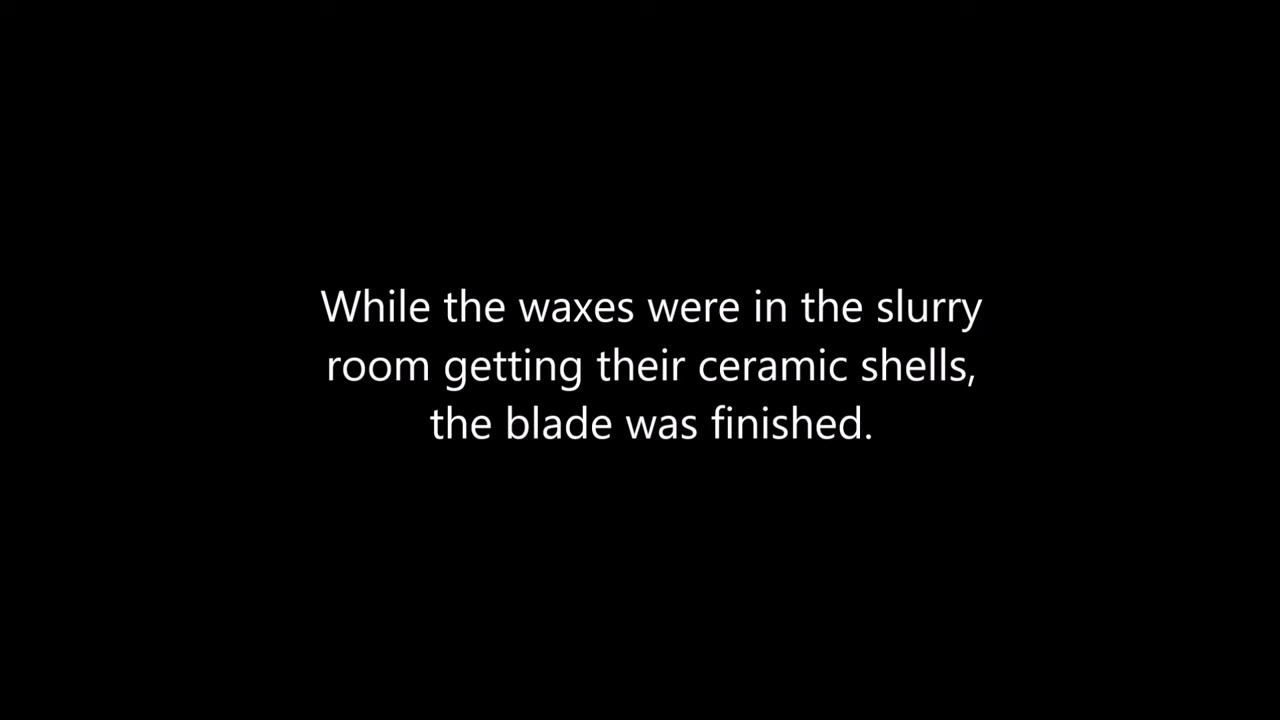 While the waxes were in the slurry
room getting their ceramic shells,
the blade was finished.